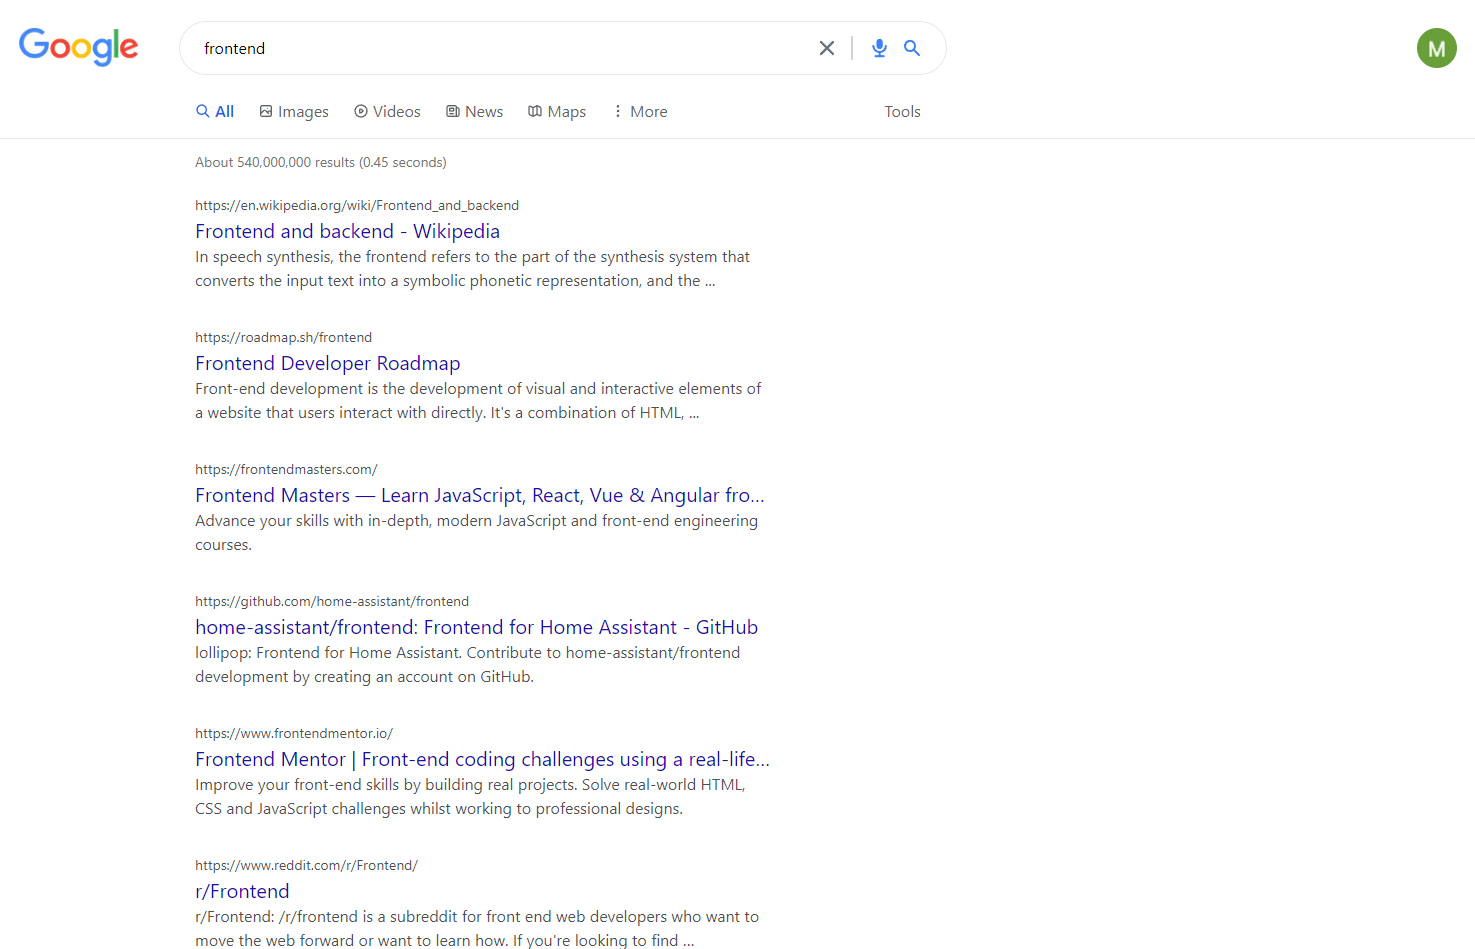 Google
frontend
M
All Images Videos News Maps More Tools
About 540,000,000 results (0.45 seconds)
https://en.wikipedia.org/wiki/Frontend_and_backend
Frontend and backend - Wikipedia
In speech synthesis, the frontend refers to the part of the synthesis system that
converts the input text into a symbolic phonetic representation, and the ...
https://roadmap.sh/frontend
Frontend Developer Roadmap
Front-end development is the development of visual and interactive elements of
a website that users interact with directly. It's a combination of HTML, ...
https://frontendmasters.com/
Frontend Masters — Learn JavaScript, React, Vue & Angular fro...
Advance your skills with in-depth, modern JavaScript and front-end engineering
courses.
https://github.com/home-assistant/frontend
home-assistant/frontend: Frontend for Home Assistant - GitHub
lollipop: Frontend for Home Assistant. Contribute to home-assistant/frontend
development by creating an account on GitHub.
https://www.frontendmentor.io/
Frontend Mentor | Front-end coding challenges using a real-life...
Improve your front-end skills by building real projects. Solve real-world HTML,
CSS and JavaScript challenges whilst working to professional designs.
https://www.reddit.com/r/Frontend/
r/Frontend
r/Frontend: /r/frontend is a subreddit for front end web developers who want to
move the web forward or want to learn how. If you're looking to find ...